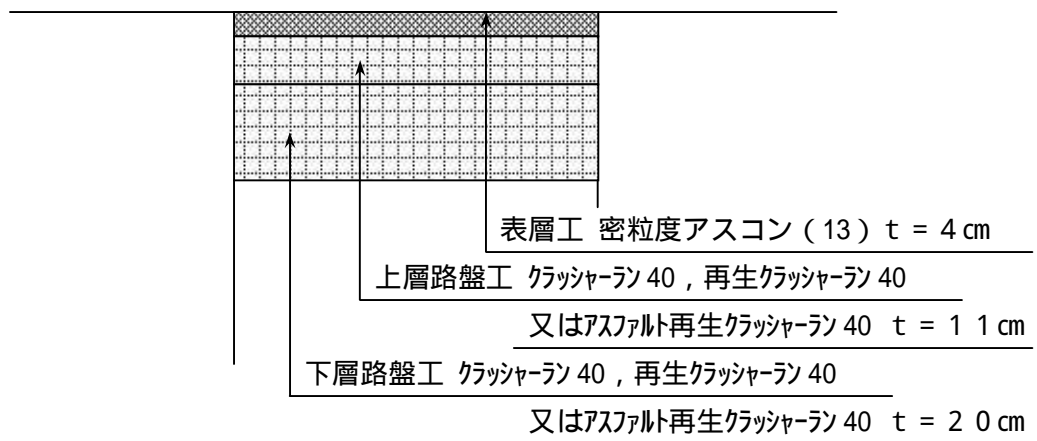 表層工 密粒度アスコン（13）ｔ＝４㎝
上層路盤工 ｸﾗｯｼｬｰﾗﾝ 40，再生ｸﾗｯｼｬｰﾗﾝ 40
又はｱｽﾌｧﾙﾄ再生ｸﾗｯｼｬｰﾗﾝ 40 ｔ＝１１㎝
下層路盤工 ｸﾗｯｼｬｰﾗﾝ 40，再生ｸﾗｯｼｬｰﾗﾝ 40
又はｱｽﾌｧﾙﾄ再生ｸﾗｯｼｬｰﾗﾝ 40 ｔ＝２０㎝